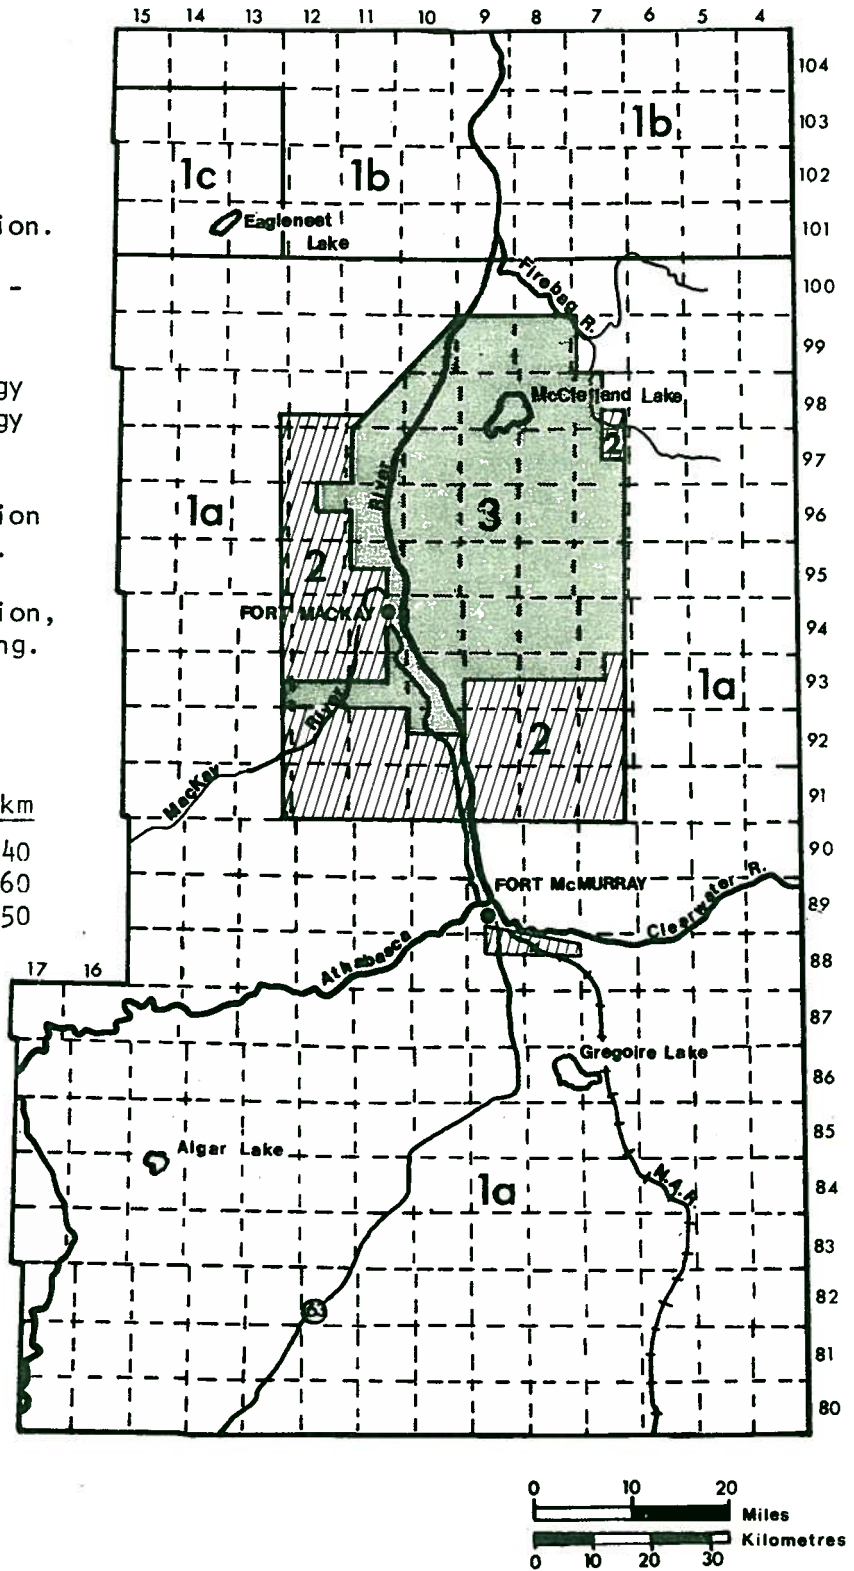 15 14 13 12 11 10 9 8 7 6 5 4
104
103
1b
1c
1b
102
ion.
Eaglenest
Lake
101
-
Firebag R.
100
99
gy
McClelland Lake
98
gy
2
97
River
ion
1a
3
96
.
2
95
ion,
FORT MACKAY
94
ng.
1a
93
River
2
92
MacKay
91
km
40
90
60
FORT McMURRAY
Clearwater R.
89
50
Athabasca
88
17 16
87
Gregoire Lake
86
85
Algar Lake
1a
N.A.R.
84
83
63
82
81
80
0 10 20
Miles
Kilometres
0 10 20 30